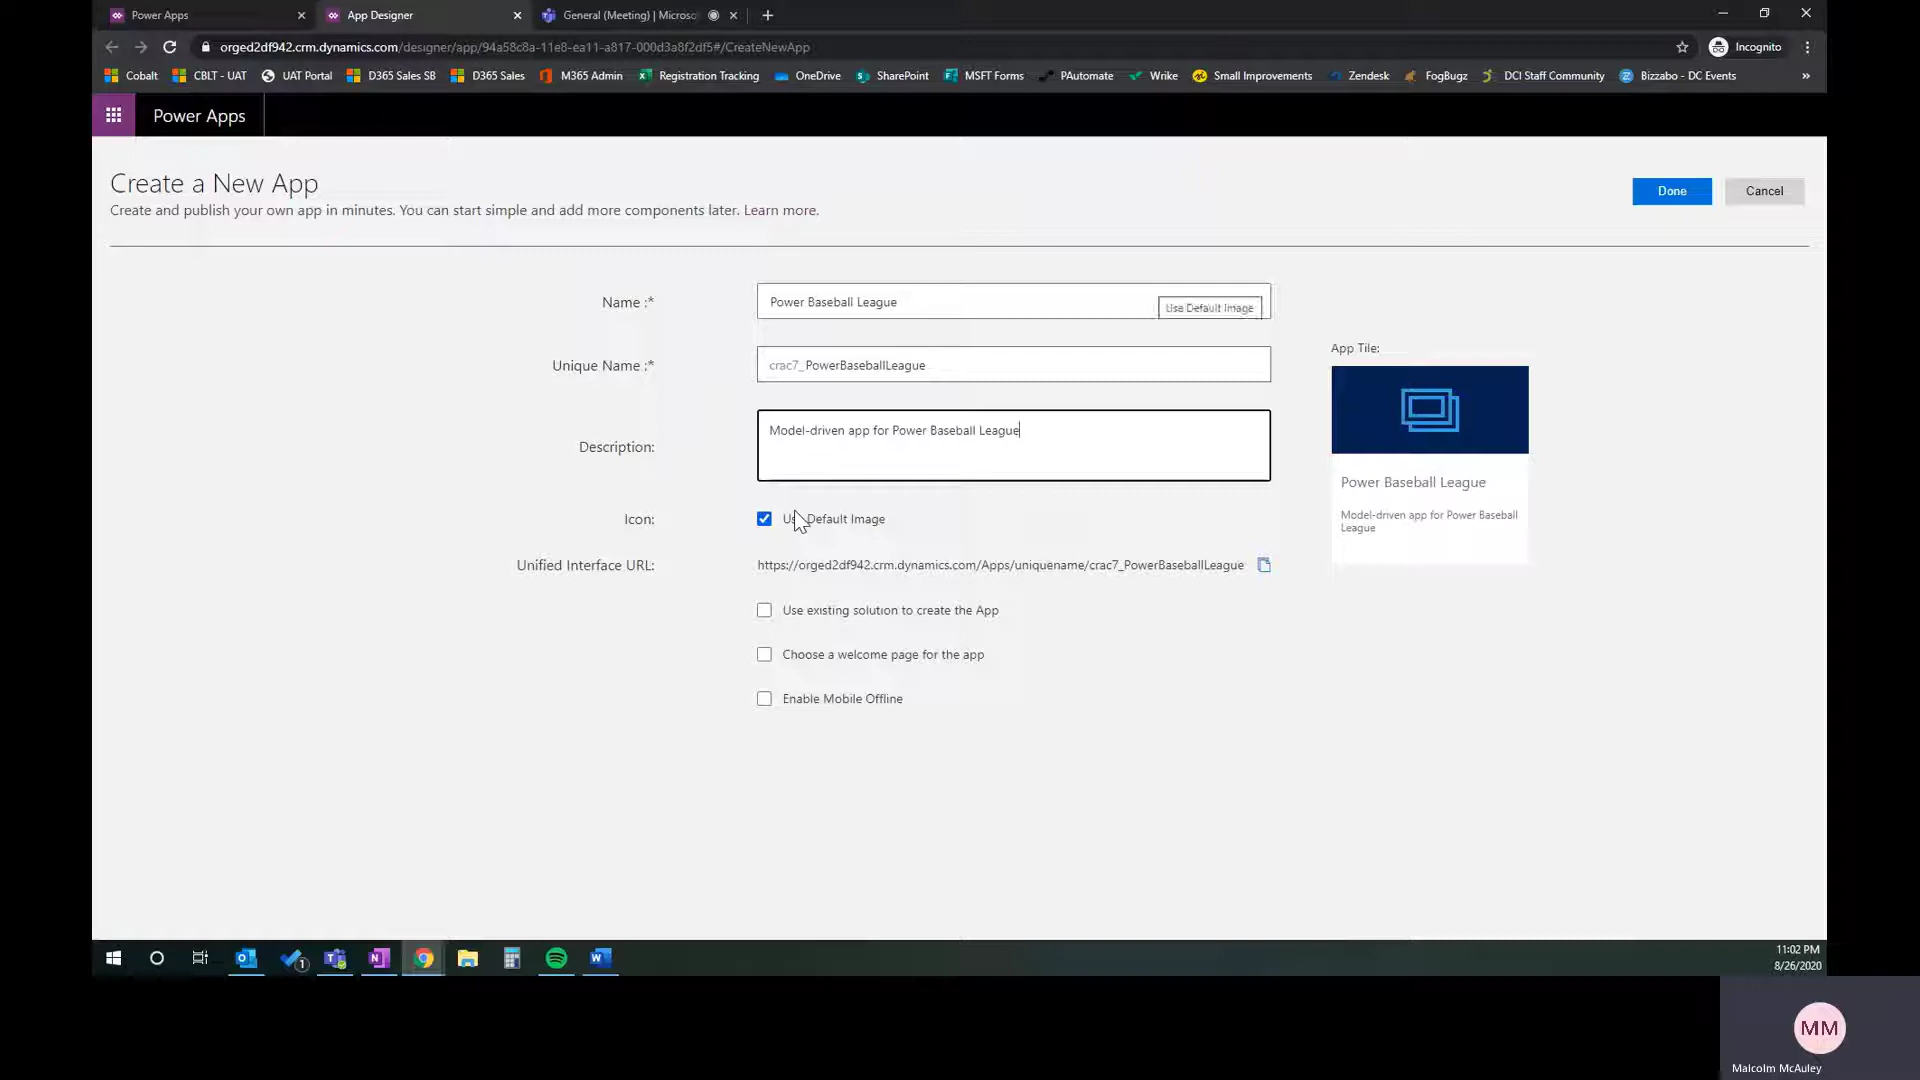 Power Apps
App Designer
General (Meeting) | Microso
orged2df942.crm.dynamics.com/designer/app/94a58c8a-11e8-ea11-a817-000d3a8f2df5#/CreateNewApp
Incognito
Cobalt
CBLT - UAT
UAT Portal
D365 Sales SB
D365 Sales
M365 Admin
Registration Tracking
OneDrive
SharePoint
MSFT Forms
PAutomate
Wrike
Small Improvements
Zendesk
FogBugz
DCI Staff Community
Bizzabo - DC Events
»
Power Apps
Create a New App
Create and publish your own app in minutes. You can start simple and add more components later. Learn more.
Done
Cancel
Name :*
Power Baseball League
Use Default Image
Unique Name :*
crac7_PowerBaseballLeague
App Tile:
Description:
Model-driven app for Power Baseball League
Power Baseball League
Model-driven app for Power Baseball
League
Icon:
Use Default Image
Unified Interface URL:
https://orged2df942.crm.dynamics.com/Apps/uniquename/crac7_PowerBaseballLeague
Use existing solution to create the App
Choose a welcome page for the app
Enable Mobile Offline
1
11:02 PM
8/26/2020
MM
Malcolm McAuley